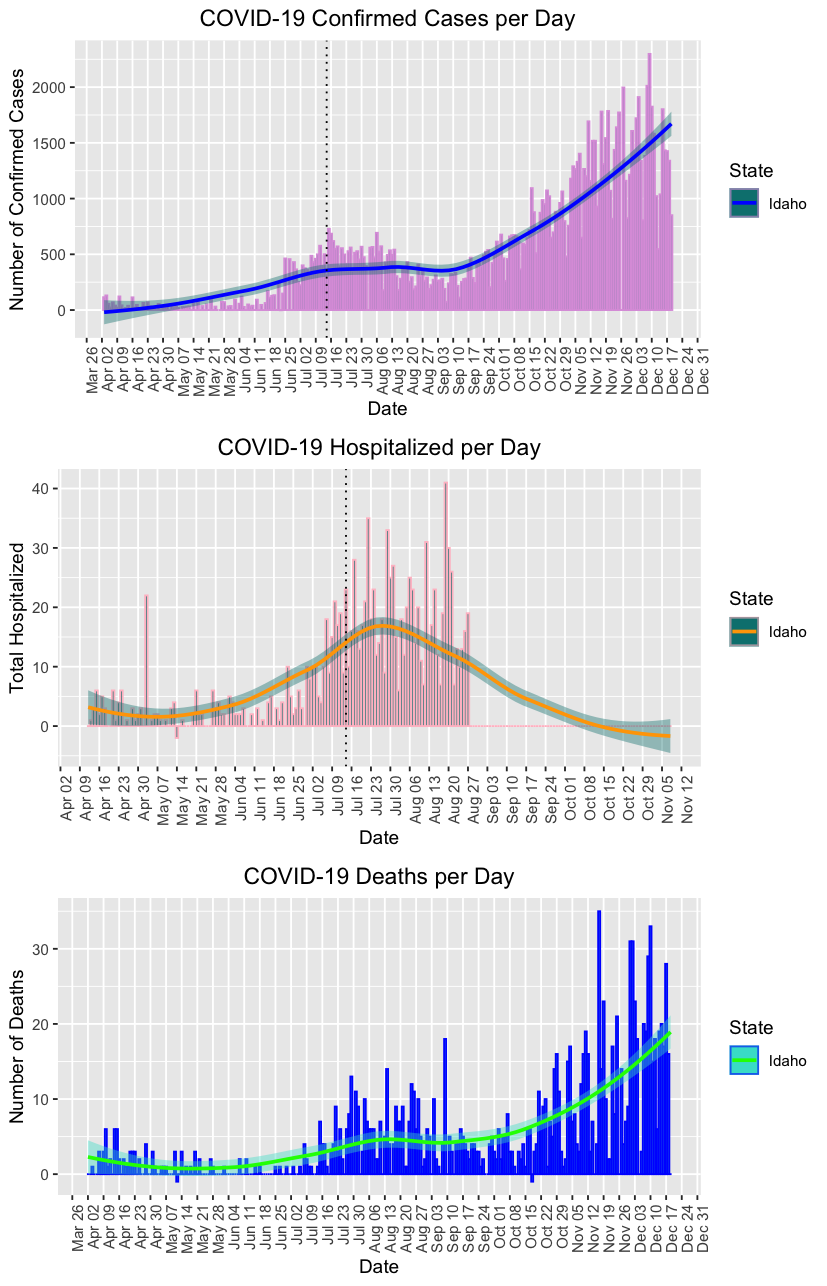 COVID-19 Confirmed Cases per Day
Number of Confirmed Cases
2000
1500
1000
500
0
Mar 26
Apr 02
Apr 09
Apr 16
Apr 23
Apr 30
May 07
May 14
May 21
May 28
Jun 04
Jun 11
Jun 18
Jun 25
Jul 02
Jul 09
Jul 16
Jul 23
Jul 30
Aug 06
Aug 13
Aug 20
Aug 27
Sep 03
Sep 10
Sep 17
Sep 24
Oct 01
Oct 08
Oct 15
Oct 22
Oct 29
Nov 05
Nov 12
Nov 19
Nov 26
Dec 03
Dec 10
Dec 17
Dec 24
Dec 31
Date
State
Idaho
COVID-19 Hospitalized per Day
Total Hospitalized
40
30
20
10
0
Apr 02
Apr 09
Apr 16
Apr 23
Apr 30
May 07
May 14
May 21
May 28
Jun 04
Jun 11
Jun 18
Jun 25
Jul 02
Jul 09
Jul 16
Jul 23
Jul 30
Aug 06
Aug 13
Aug 20
Aug 27
Sep 03
Sep 10
Sep 17
Sep 24
Oct 01
Oct 08
Oct 15
Oct 22
Oct 29
Nov 05
Nov 12
Date
State
Idaho
COVID-19 Deaths per Day
Number of Deaths
30
20
10
0
Mar 26
Apr 02
Apr 09
Apr 16
Apr 23
Apr 30
May 07
May 14
May 21
May 28
Jun 04
Jun 11
Jun 18
Jun 25
Jul 02
Jul 09
Jul 16
Jul 23
Jul 30
Aug 06
Aug 13
Aug 20
Aug 27
Sep 03
Sep 10
Sep 17
Sep 24
Oct 01
Oct 08
Oct 15
Oct 22
Oct 29
Nov 05
Nov 12
Nov 19
Nov 26
Dec 03
Dec 10
Dec 17
Dec 24
Dec 31
Date
State
Idaho